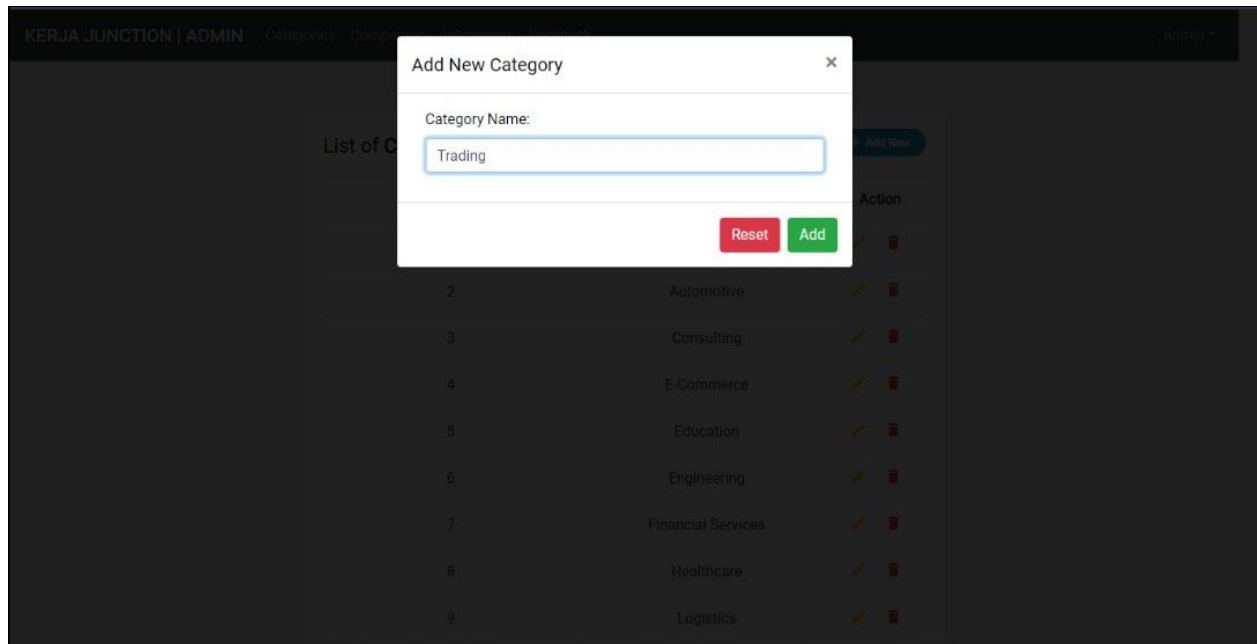 KERJA JUNCTION | ADMIN Categories admin
Add New Category ×
Category Name:
List of + Add New
Trading
Action
Reset Add
2 Automotive
3 Consulting
4 E-Commerce
5 Education
6 Engineering
7 Financial Services
8 Healthcare
9 Logistics